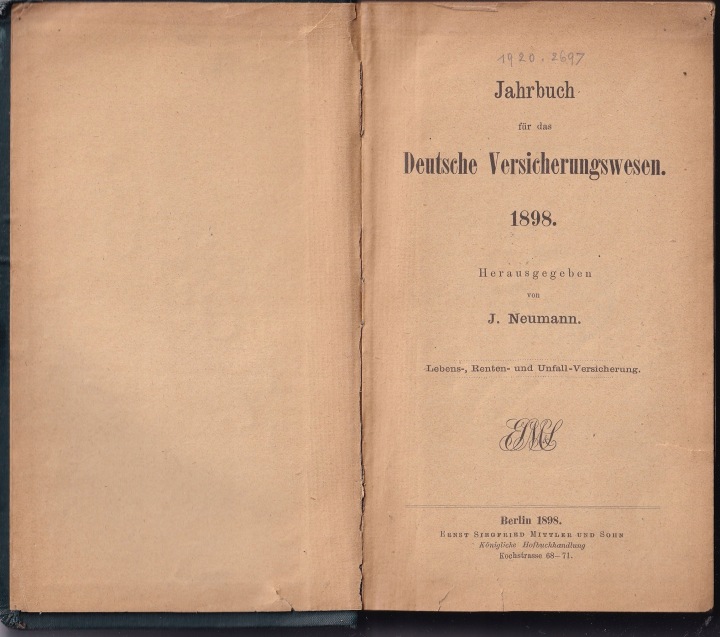 1920.2697
Jahrbuch
für das
Deutsche Versicherungswesen.
1898.
Herausgegeben
von
J. Neumann.
Lebens-, Renten- und Unfall-Versicherung.
Berlin 1898.
Ernst Siegfried Mittler und Sohn
Königliche Hofbuchhandlung
Kochstrasse 68–71.